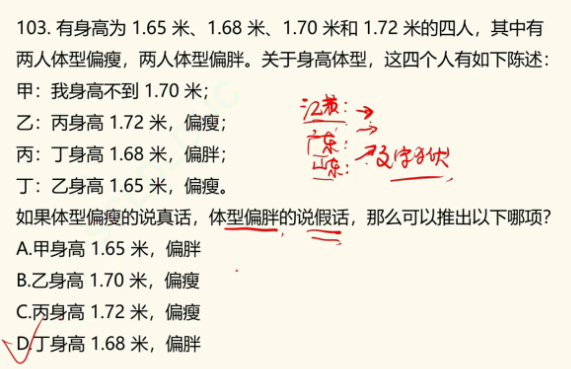 103. 有身高为 1.65 米、1.68 米、1.70 米和 1.72 米的四人，其中有
两人体型偏瘦，两人体型偏胖。关于身高体型，这四个人有如下陈述：
甲：我身高不到 1.70 米；
乙：丙身高 1.72 米，偏瘦；
丙：丁身高 1.68 米，偏胖；
丁：乙身高 1.65 米，偏瘦。
广东：
山东：
如果体型偏瘦的说真话，体型偏胖的说假话，那么可以推出以下哪项？
A.甲身高 1.65 米，偏胖
B.乙身高 1.70 米，偏瘦
C.丙身高 1.72 米，偏瘦
D.丁身高 1.68 米，偏胖